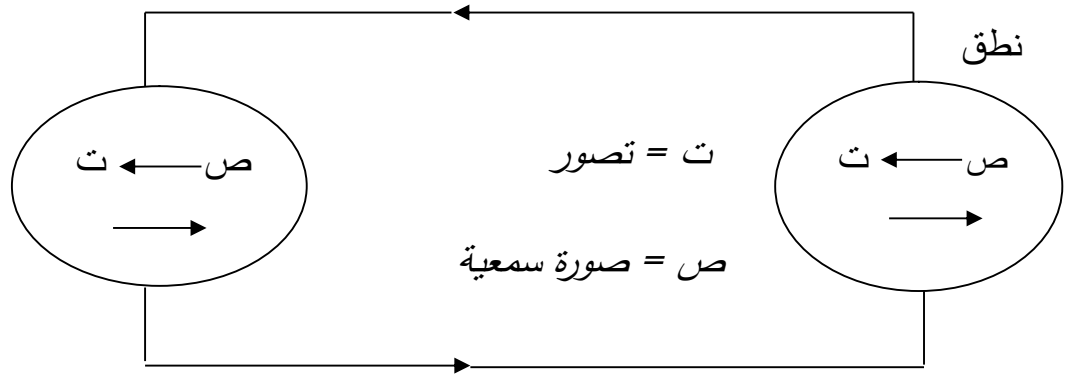 نطق
ص ت
ت = تصور
ص ت
ص = صورة سمعية